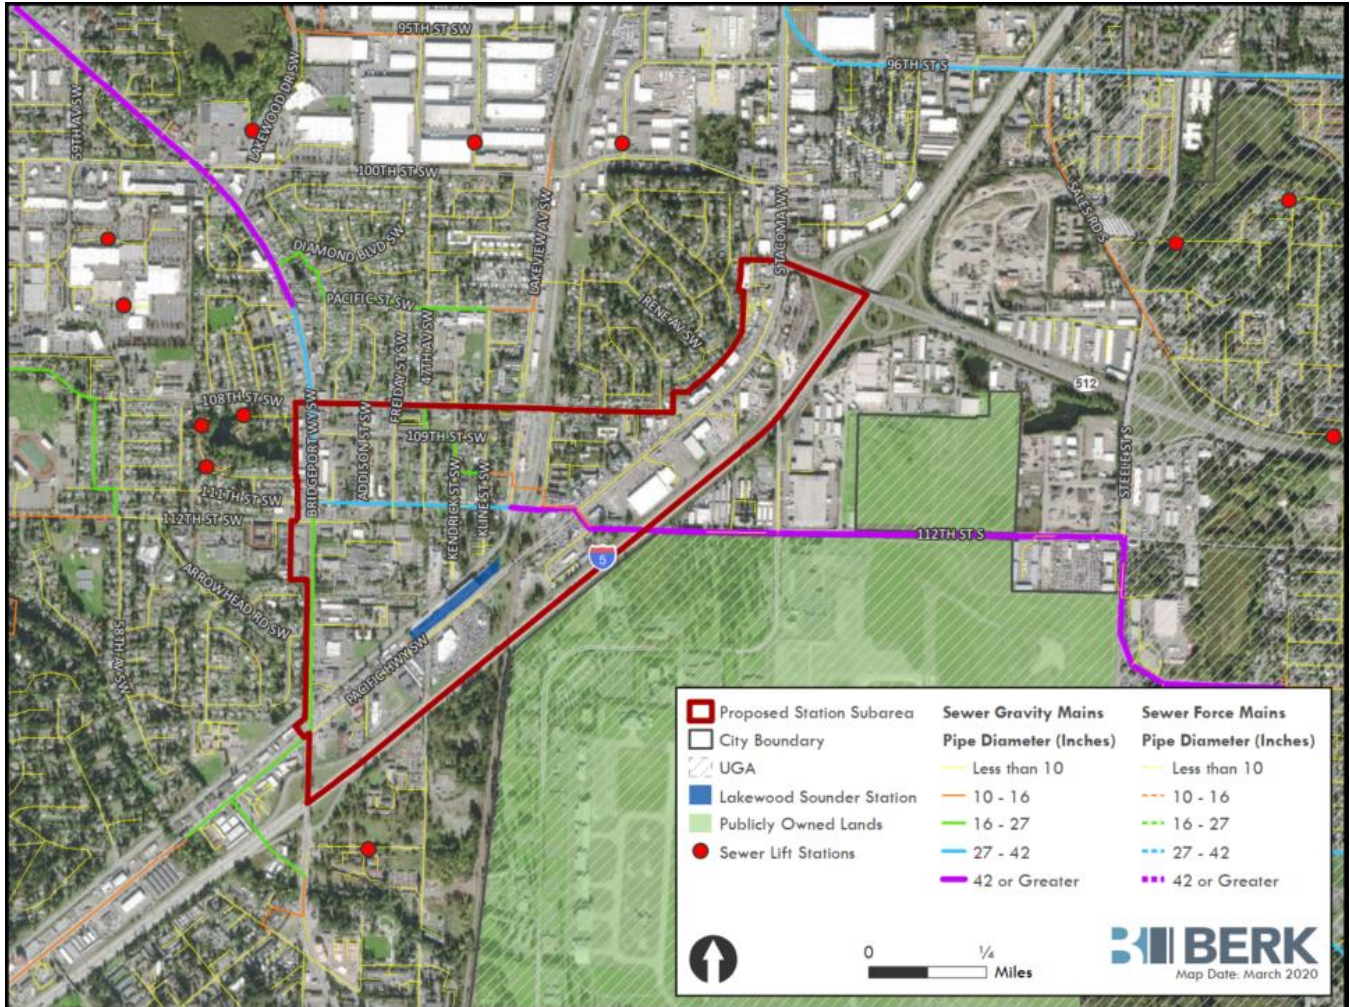 95TH ST SW
96TH ST S
59TH AV SW
LAKEWOOD DR SW
100TH ST SW
SALES RD S
LAKEVIEW AV SW
S TACOMA WY
DIAMOND BLVD SW
PACIFIC ST SW
IRENE AV SW
47TH AV SW
FREIDAY ST SW
512
108TH ST SW
BRIDGEPORT WY SW
ADDISON ST SW
109TH ST SW
STEELE ST S
111TH ST SW
KENDRICK ST SW
KLINE ST SW
112TH ST SW
112TH ST S
5
ARROWHEAD RD SW
58TH AV SW
PACIFIC HWY SW
Proposed Station Subarea
City Boundary
UGA
Lakewood Sounder Station
Publicly Owned Lands
Sewer Lift Stations
Sewer Gravity Mains
Pipe Diameter (Inches)
Less than 10
10 - 16
16 - 27
27 - 42
42 or Greater
Sewer Force Mains
Pipe Diameter (Inches)
Less than 10
10 - 16
16 - 27
27 - 42
42 or Greater
0 ¼
Miles
BERK
Map Date: March 2020